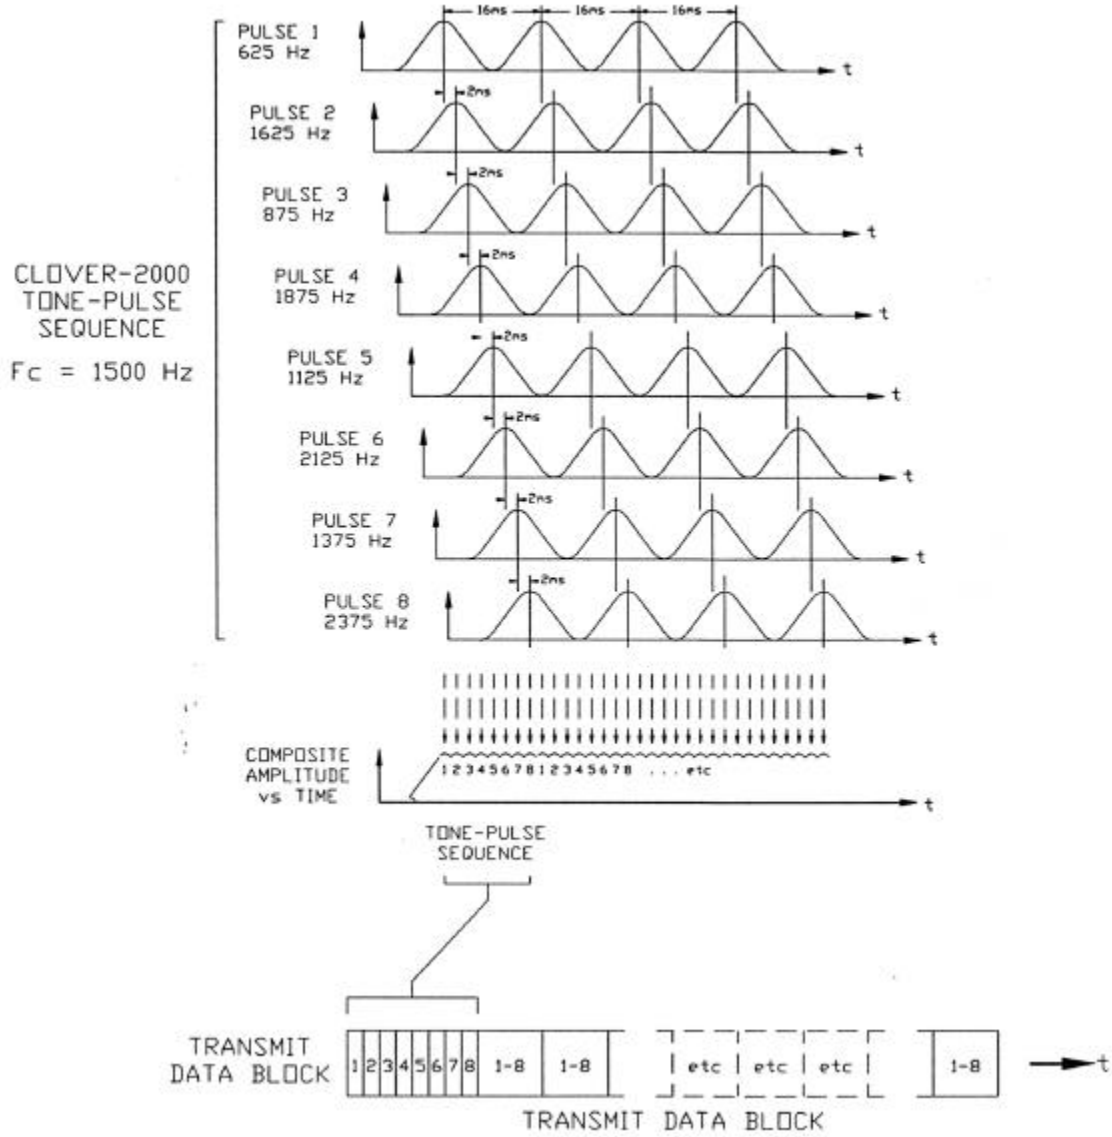 16ms 16ms 16ms
PULSE 1
625 Hz
t
2ms
PULSE 2
1625 Hz
t
2ms
PULSE 3
875 Hz
t
2ms
PULSE 4
1875 Hz
t
2ms
PULSE 5
1125 Hz
t
2ms
PULSE 6
2125 Hz
t
2ms
PULSE 7
1375 Hz
t
2ms
PULSE 8
2375 Hz
t
CLOVER-2000
TONE-PULSE
SEQUENCE
Fc = 1500 Hz
COMPOSITE
AMPLITUDE
vs TIME
1 2 3 4 5 6 7 8 1 2 3 4 5 6 7 8 ... etc
t
TONE-PULSE
SEQUENCE
TRANSMIT
DATA BLOCK
1 2 3 4 5 6 7 8 1-8 1-8 etc etc etc 1-8
t
TRANSMIT DATA BLOCK